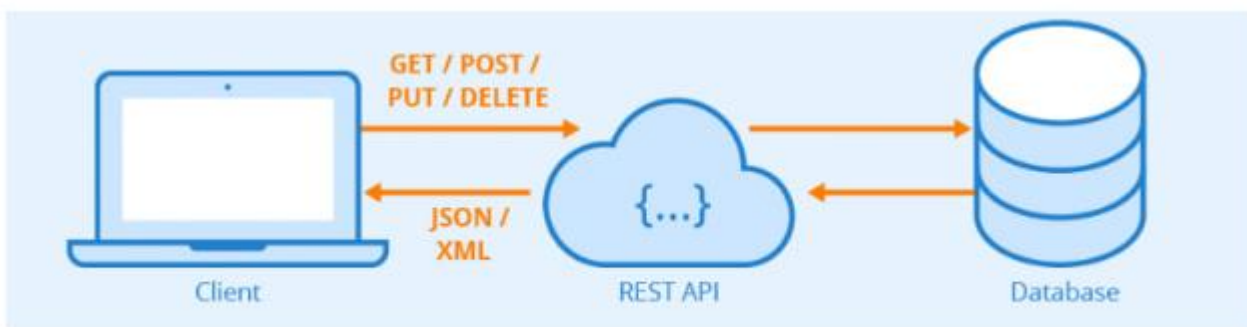 GET / POST /
PUT / DELETE
{...}
JSON /
XML
Client
REST API
Database